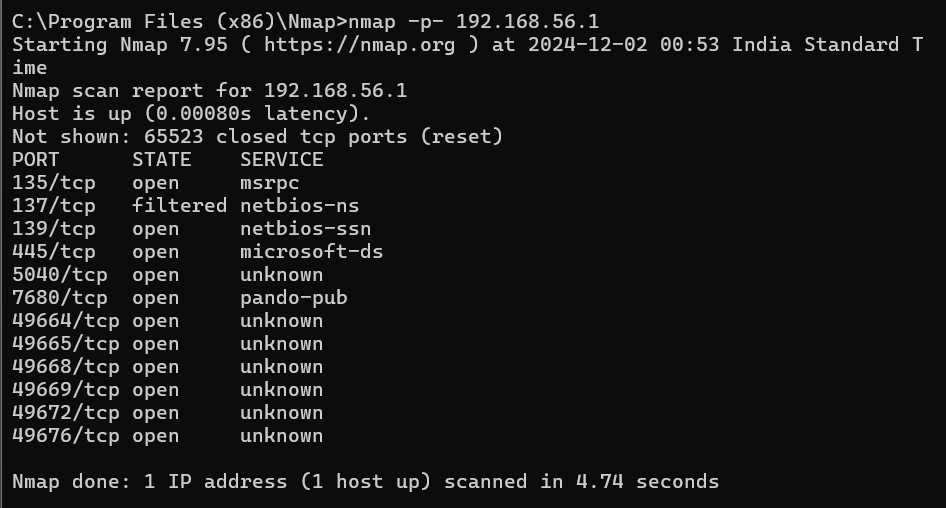 C:\Program Files (x86)\Nmap>nmap -p- 192.168.56.1
Starting Nmap 7.95 ( https://nmap.org ) at 2024-12-02 00:53 India Standard T
ime
Nmap scan report for 192.168.56.1
Host is up (0.00080s latency).
Not shown: 65523 closed tcp ports (reset)
PORT      STATE    SERVICE
135/tcp   open     msrpc
137/tcp   filtered netbios-ns
139/tcp   open     netbios-ssn
445/tcp   open     microsoft-ds
5040/tcp  open     unknown
7680/tcp  open     pando-pub
49664/tcp open     unknown
49665/tcp open     unknown
49668/tcp open     unknown
49669/tcp open     unknown
49672/tcp open     unknown
49676/tcp open     unknown

Nmap done: 1 IP address (1 host up) scanned in 4.74 seconds